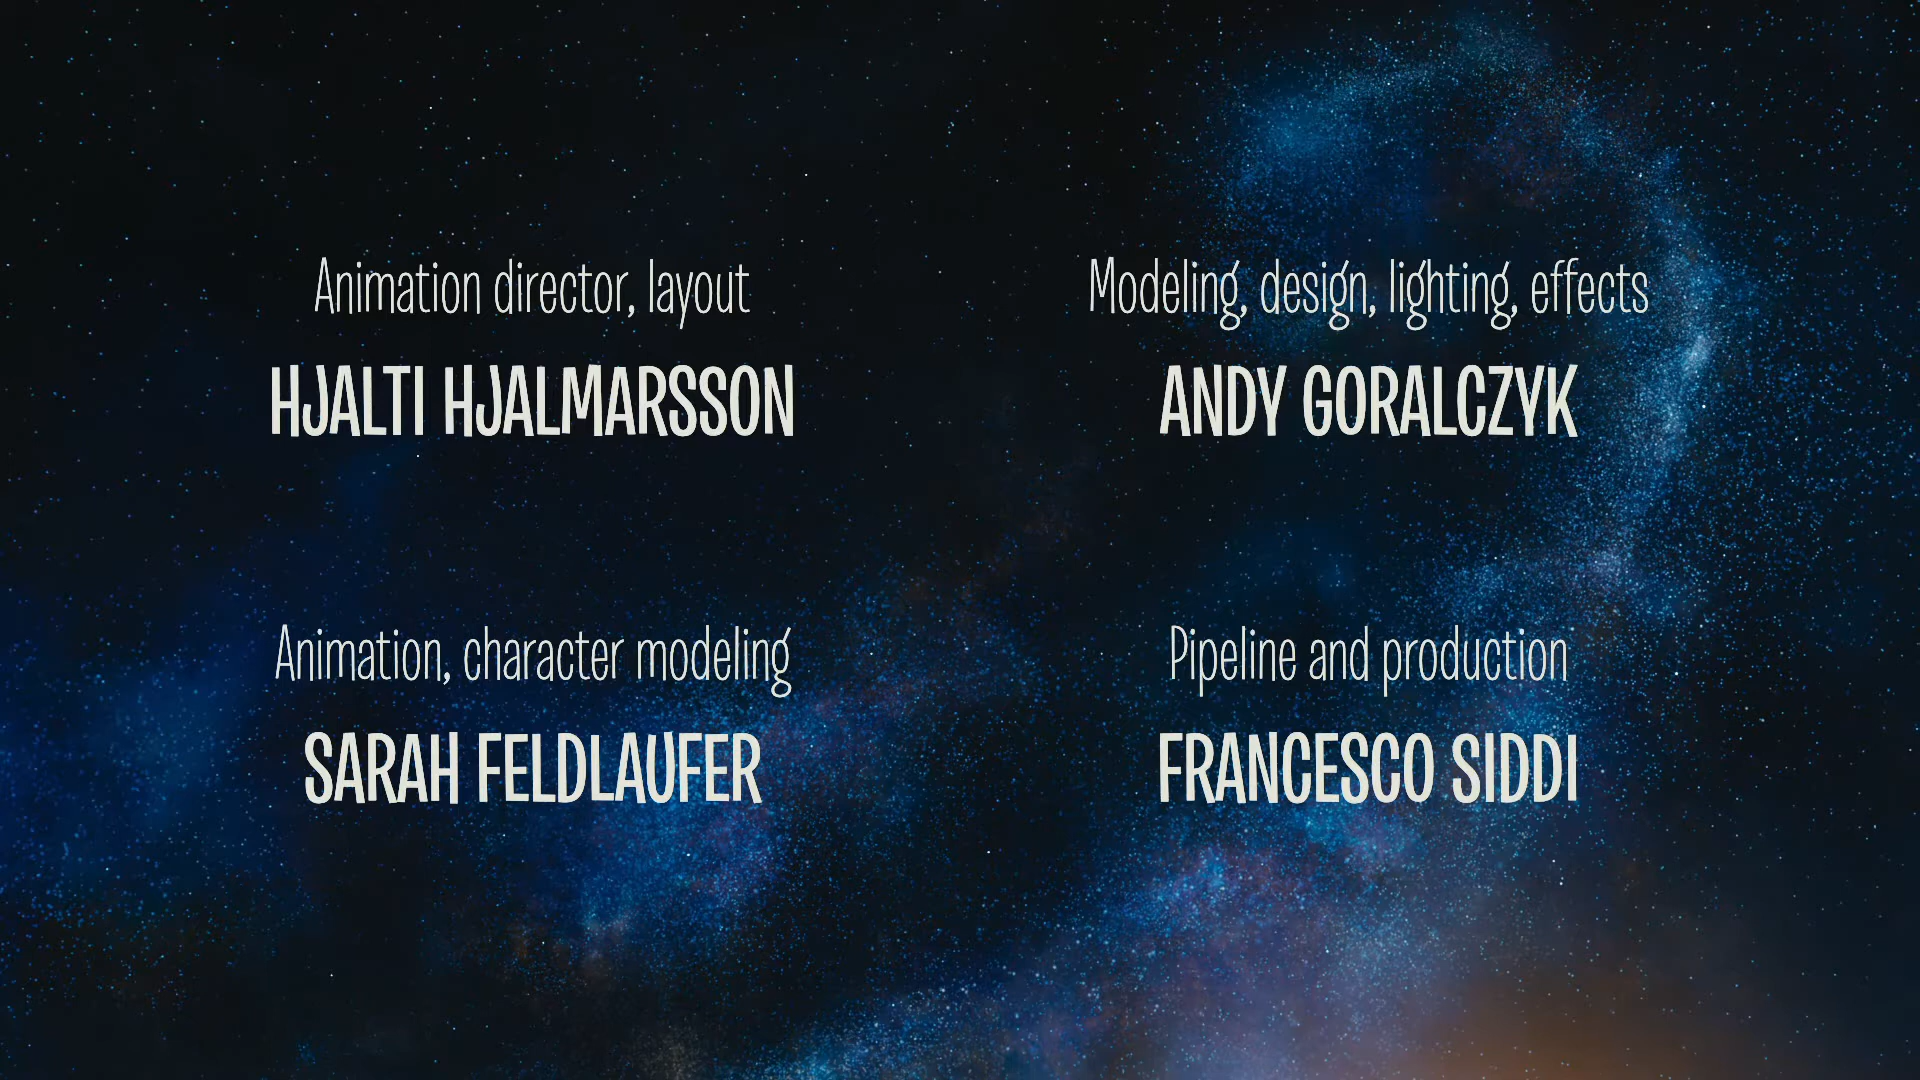 Animation director, layout
HJALTI HJALMARSSON
Modeling, design, lighting, effects
ANDY GORALCZYK
Animation, character modeling
SARAH FELDLAUFER
Pipeline and production
FRANCESCO SIDDI